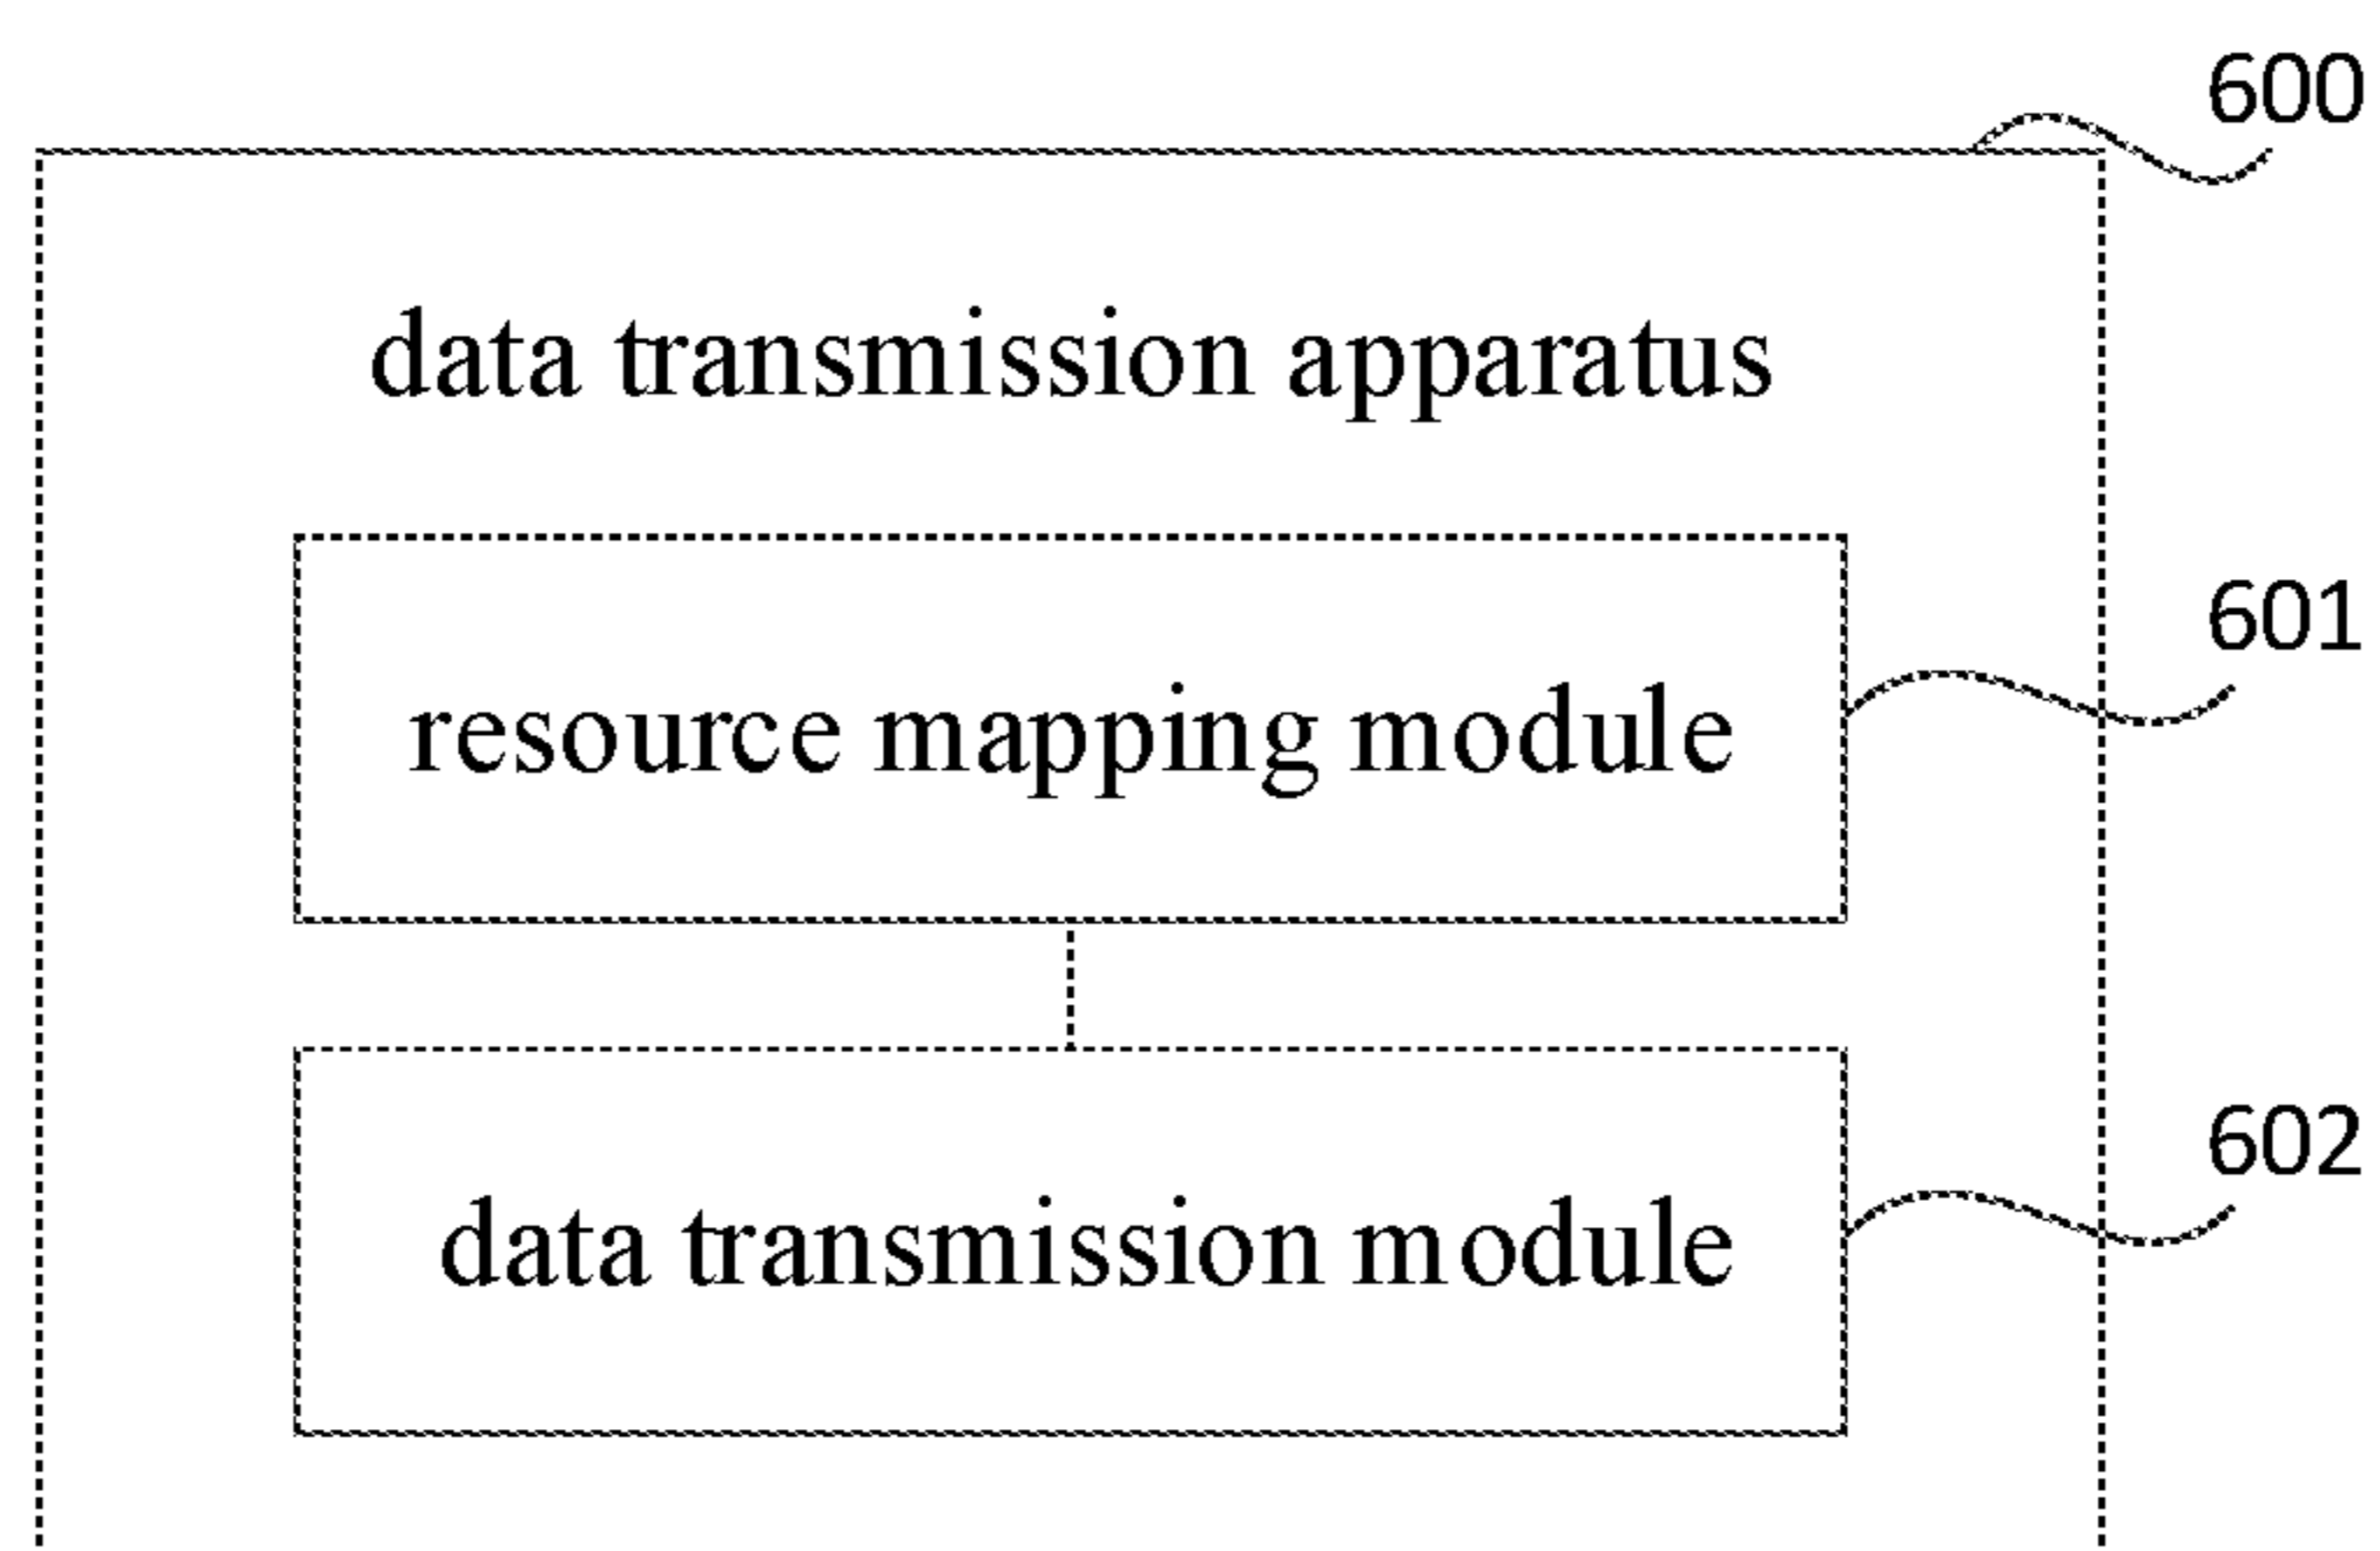 600
data transmission apparatus
601
resource mapping module
602
data transmission module